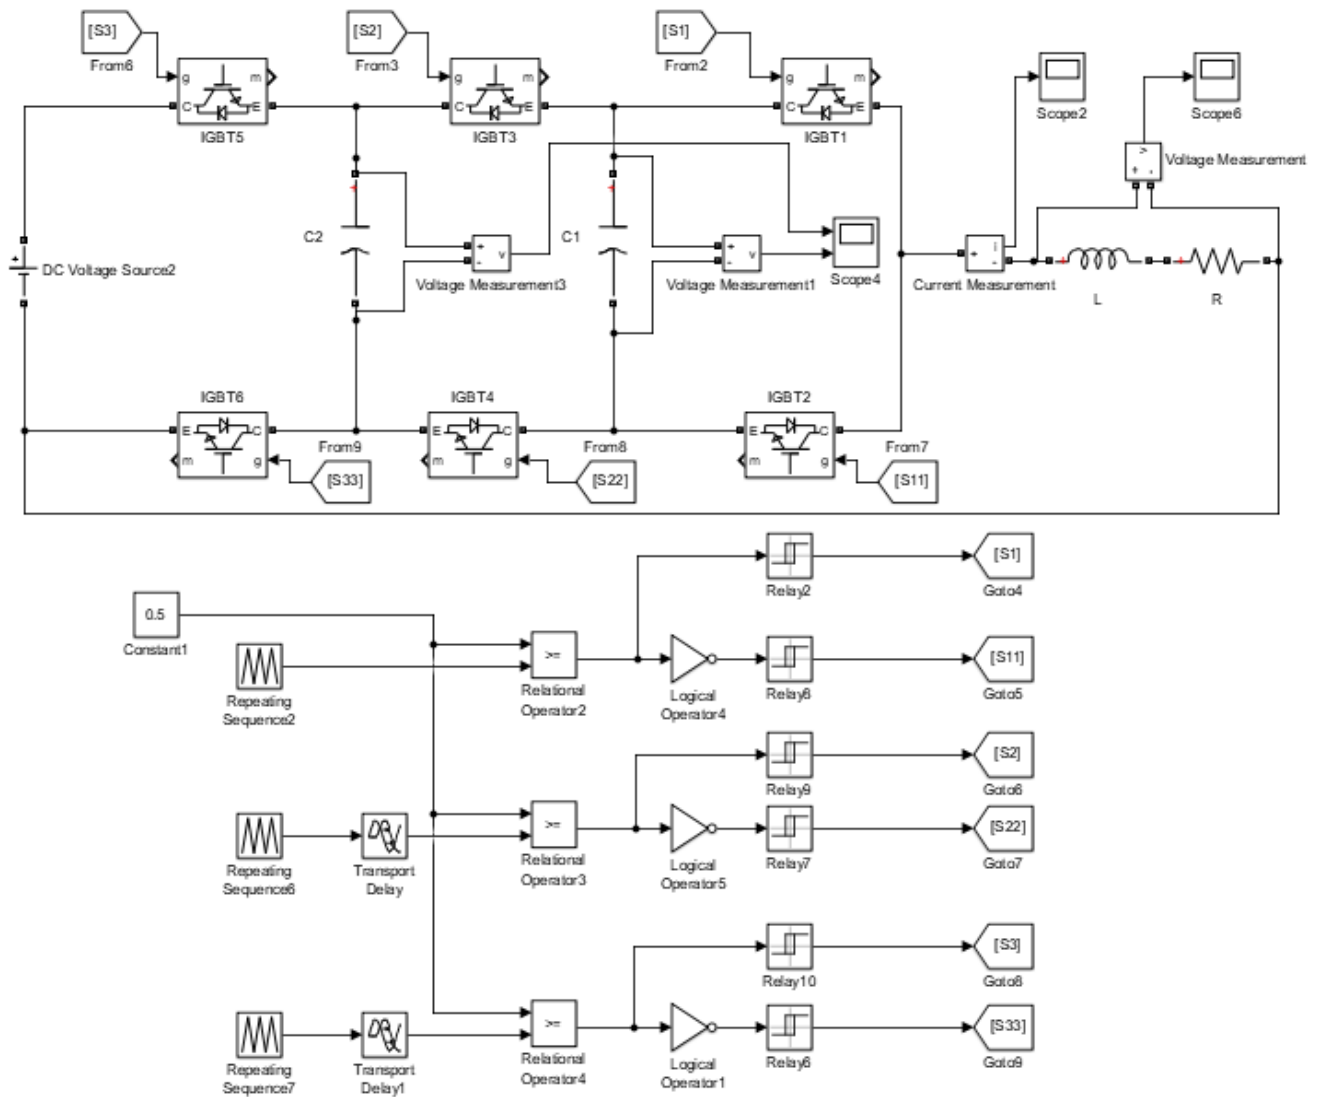 [S3]
From6
g
m
C
E
IGBT5
[S2]
From3
g
m
C
E
IGBT3
[S1]
From2
g
m
C
E
IGBT1
Scope2
Scope6
+
DC Voltage Source2
+
C2
+
-
v
Voltage Measurement3
+
C1
+
-
v
Voltage Measurement1
Scope4
+
i
-
Current Measurement
v
+ -
Voltage Measurement
+
L
+
R
IGBT6
E
C
m
g
From9
[S33]
IGBT4
E
C
m
g
From8
[S22]
IGBT2
E
C
m
g
From7
[S11]
0.5
Constant1
Repeating
Sequence2
>=
Relational
Operator2
Relay2
[S1]
Goto4
Logical
Operator4
Relay6
[S11]
Goto5
Repeating
Sequence6
Transport
Delay
>=
Relational
Operator3
Relay9
[S2]
Goto6
Logical
Operator5
Relay7
[S22]
Goto7
Repeating
Sequence7
Transport
Delay1
>=
Relational
Operator4
Relay10
[S3]
Goto8
Logical
Operator1
Relay6
[S33]
Goto9